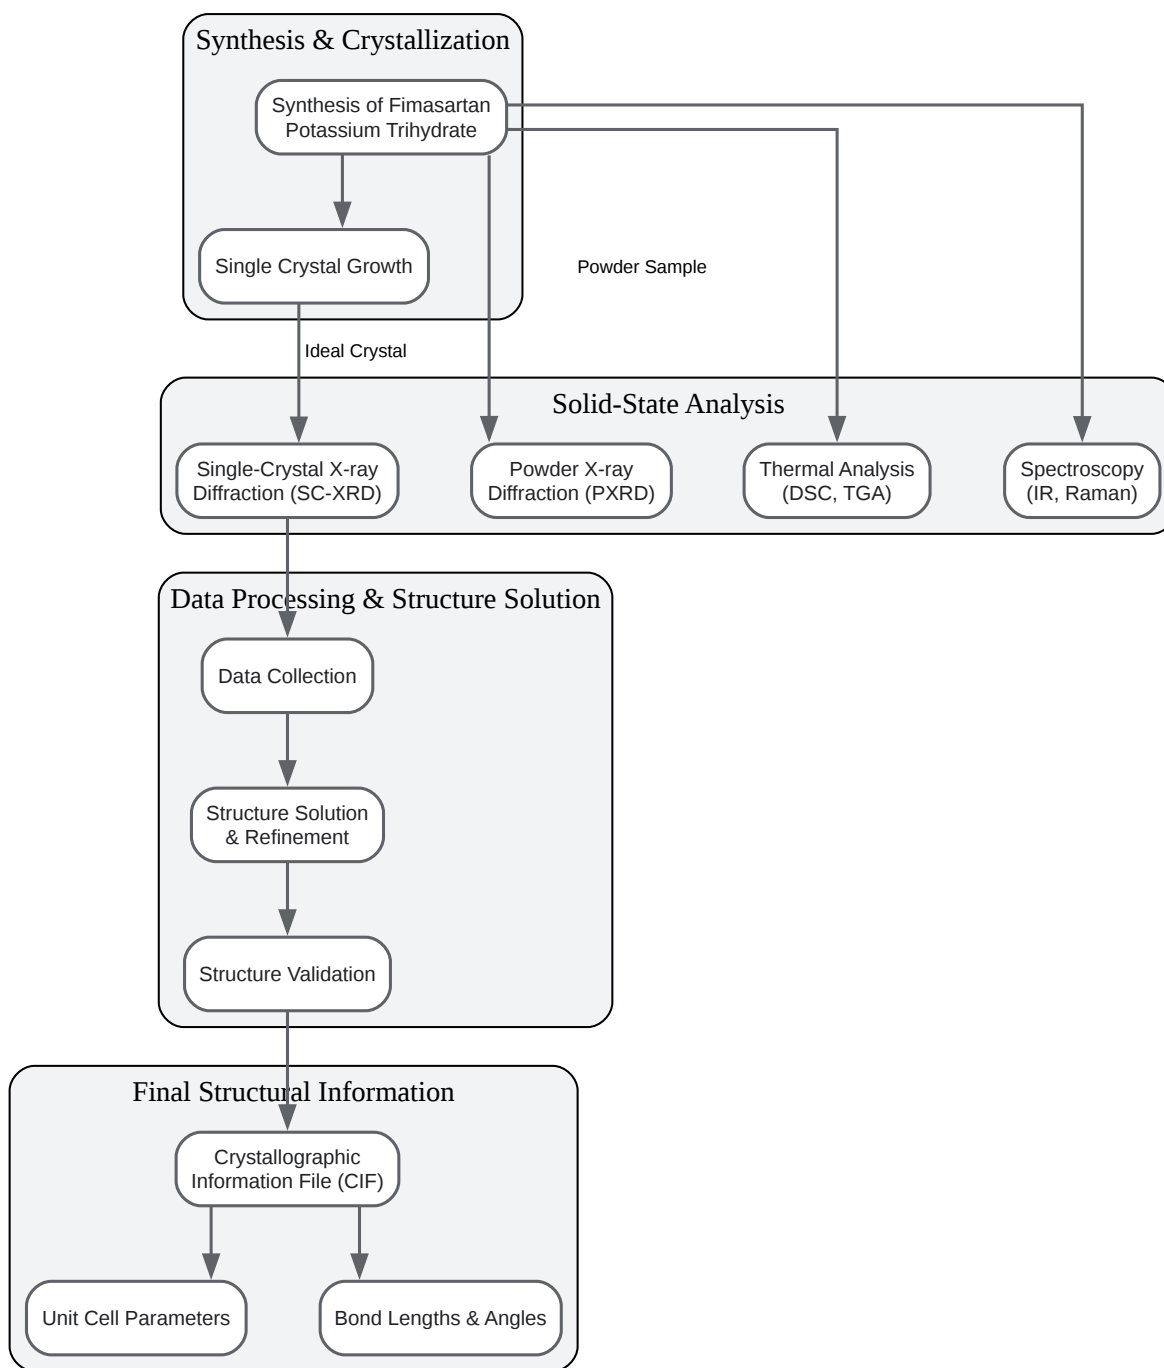 Synthesis & Crystallization
Synthesis of Fimasartan
Potassium Trihydrate
Single Crystal Growth
Powder Sample
Ideal Crystal
Solid-State Analysis
Single-Crystal X-ray
Diffraction (SC-XRD)
Powder X-ray
Diffraction (PXRD)
Thermal Analysis
(DSC, TGA)
Spectroscopy
(IR, Raman)
Data Processing & Structure Solution
Data Collection
Structure Solution
& Refinement
Structure Validation
Final Structural Information
Crystallographic
Information File (CIF)
Unit Cell Parameters
Bond Lengths & Angles